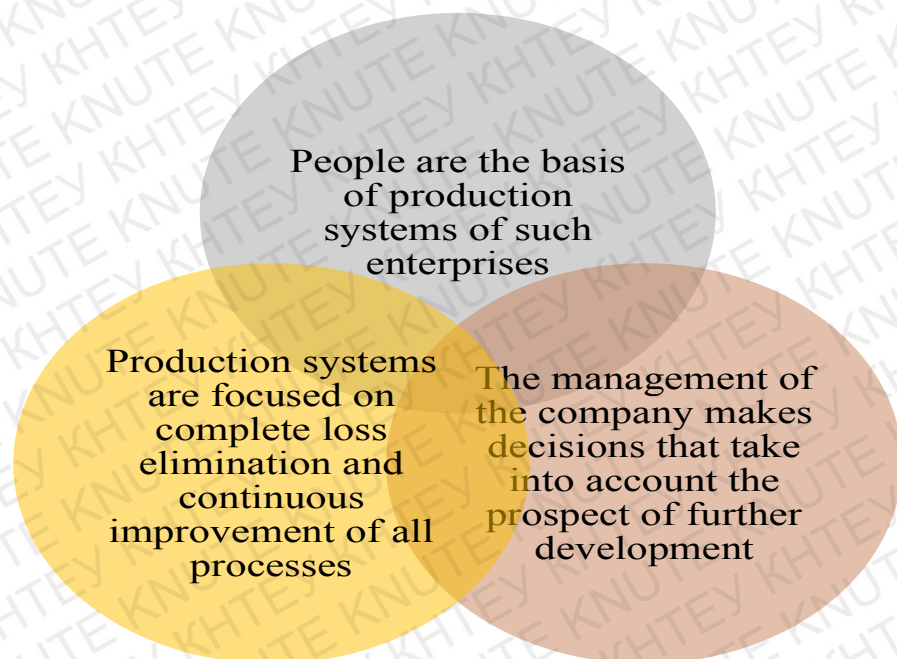 People are the basis
of production
systems of such
enterprises
Production systems
are focused on
complete loss
elimination and
continuous
improvement of all
processes
The management of
the company makes
decisions that take
into account the
prospect of further
development
KNUTE КНТЕУ